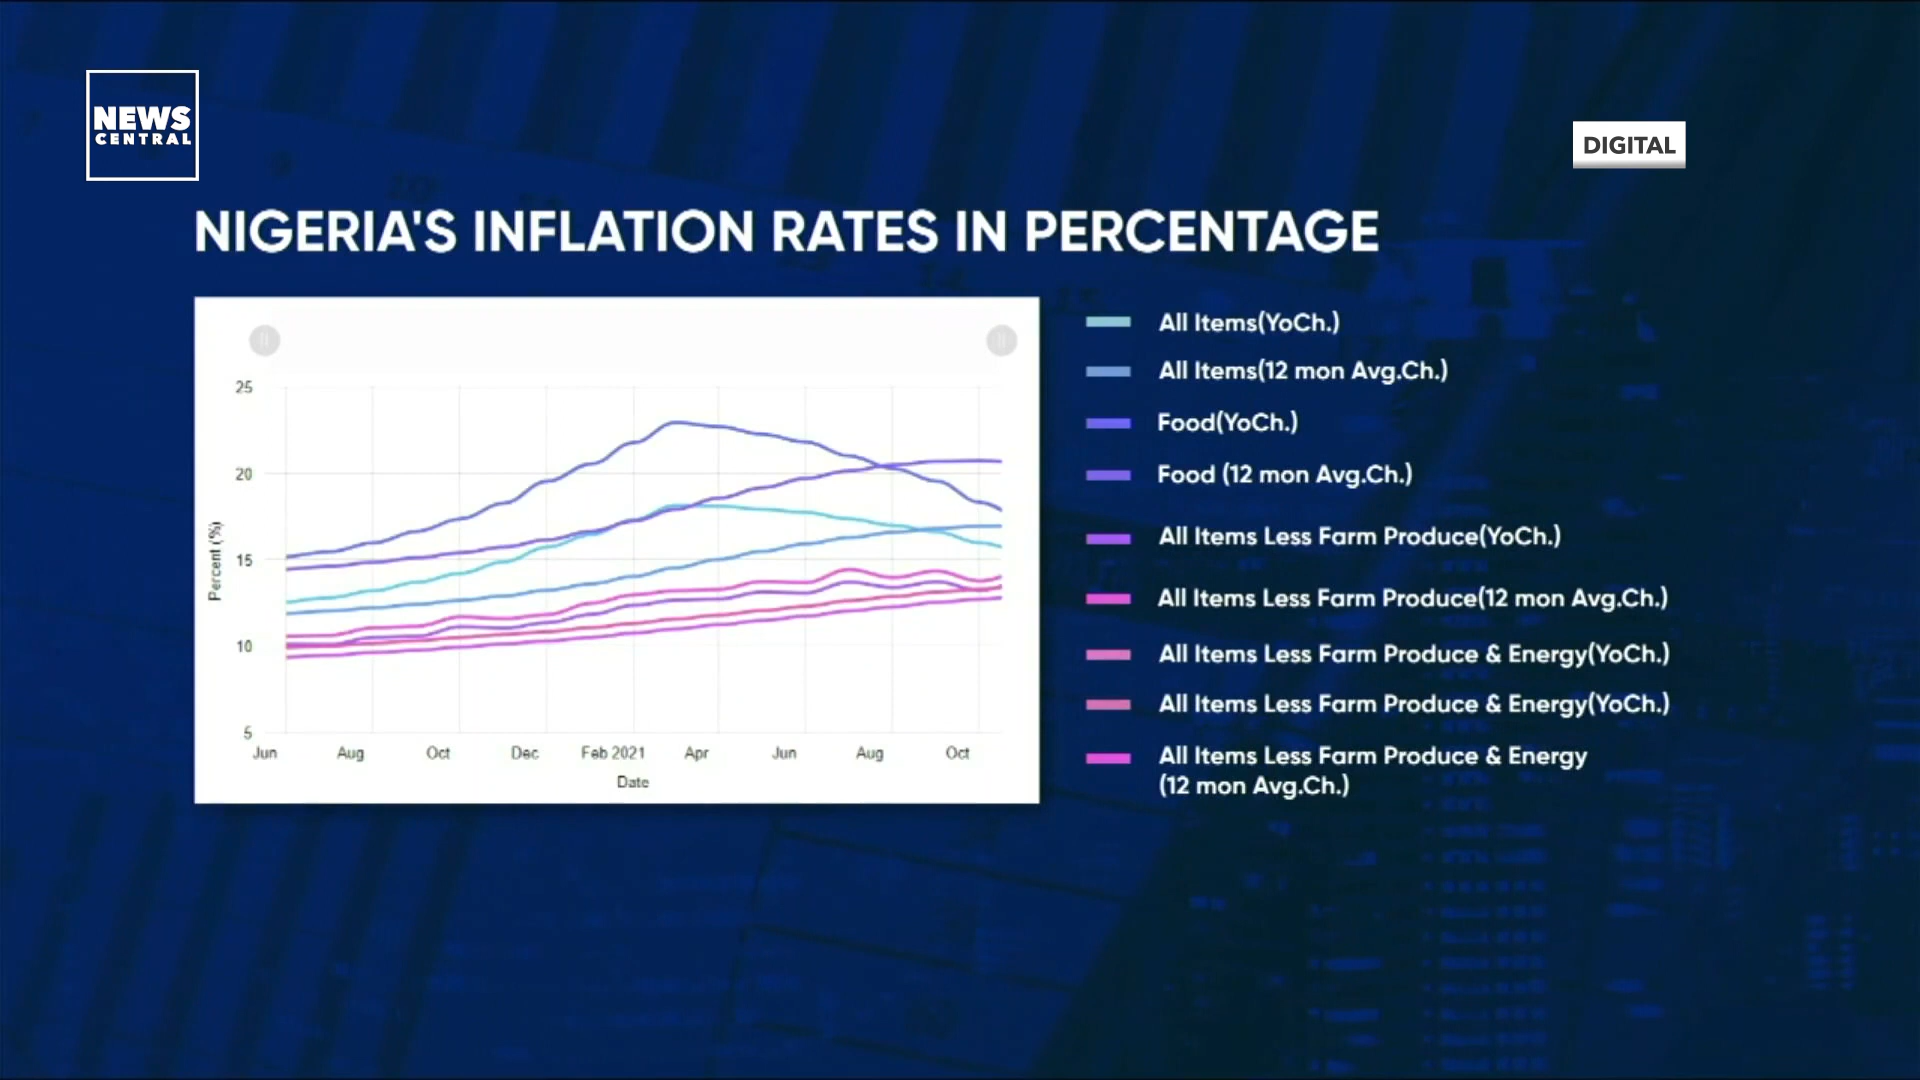 NEWS
CENTRAL
DIGITAL
NIGERIA'S INFLATION RATES IN PERCENTAGE
25
20
15
10
5
Percent (%)
Jun Aug Oct Dec Feb 2021 Apr Jun Aug Oct
Date
All Items(YoCh.)
All Items(12 mon Avg.Ch.)
Food(YoCh.)
Food (12 mon Avg.Ch.)
All Items Less Farm Produce(YoCh.)
All Items Less Farm Produce(12 mon Avg.Ch.)
All Items Less Farm Produce & Energy(YoCh.)
All Items Less Farm Produce & Energy(YoCh.)
All Items Less Farm Produce & Energy
(12 mon Avg.Ch.)